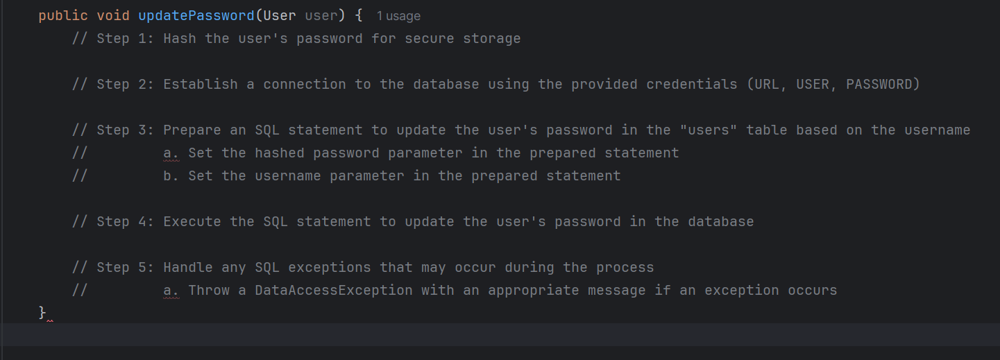 public void updatePassword(User user) { 1 usage
// Step 1: Hash the user's password for secure storage
// Step 2: Establish a connection to the database using the provided credentials (URL, USER, PASSWORD)
// Step 3: Prepare an SQL statement to update the user's password in the "users" table based on the username
// a. Set the hashed password parameter in the prepared statement
// b. Set the username parameter in the prepared statement
// Step 4: Execute the SQL statement to update the user's password in the database
// Step 5: Handle any SQL exceptions that may occur during the process
// a. Throw a DataAccessException with an appropriate message if an exception occurs
}